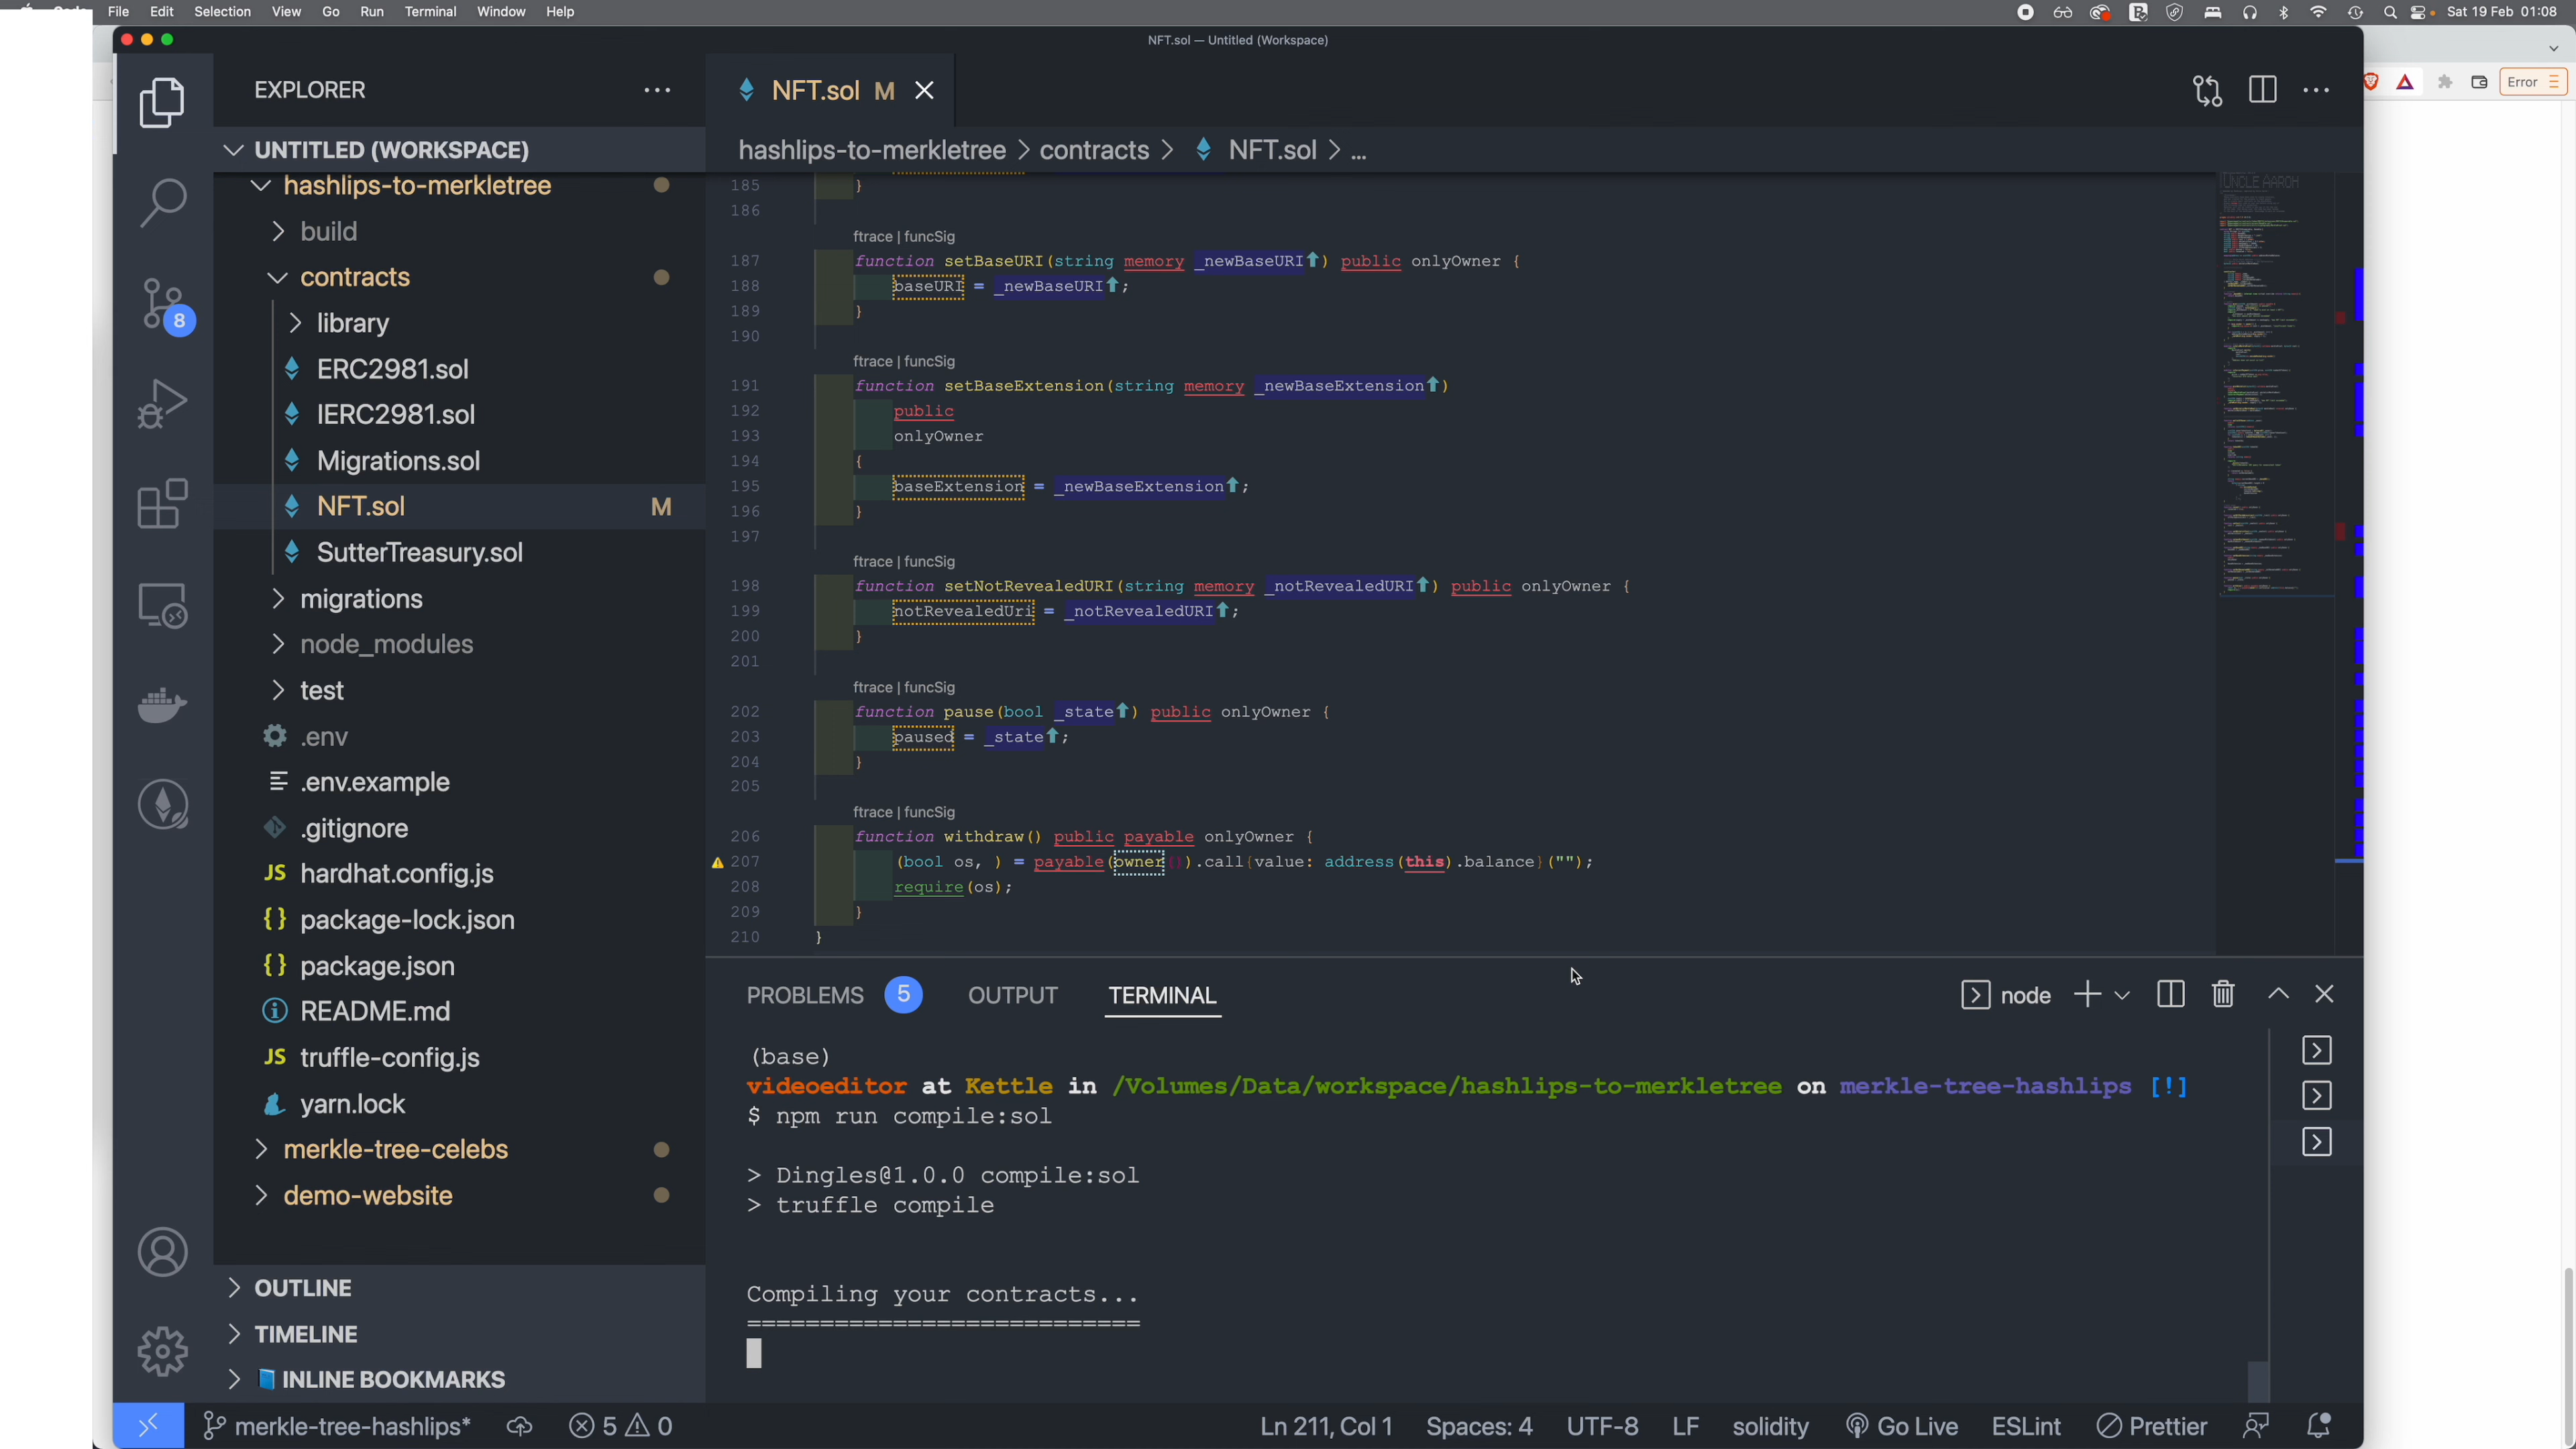 File Edit Selection View Go Run Terminal Window Help
Sat 19 Feb 01:08
NFT.sol — Untitled (Workspace)
Error
EXPLORER
UNTITLED (WORKSPACE)
hashlips-to-merkletree
build
contracts
library
ERC2981.sol
IERC2981.sol
Migrations.sol
NFT.sol M
SutterTreasury.sol
migrations
node_modules
test
.env
.env.example
.gitignore
JS hardhat.config.js
{} package-lock.json
{} package.json
README.md
JS truffle-config.js
yarn.lock
merkle-tree-celebs
demo-website
OUTLINE
TIMELINE
INLINE BOOKMARKS
8
NFT.sol M
hashlips-to-merkletree > contracts > NFT.sol > ...
UNCLE AAROH
185 }
186
ftrace | funcSig
187 function setBaseURI(string memory _newBaseURI⬆) public onlyOwner {
188 baseURI = _newBaseURI⬆;
189 }
190
ftrace | funcSig
191 function setBaseExtension(string memory _newBaseExtension⬆)
192 public
193 onlyOwner
194 {
195 baseExtension = _newBaseExtension⬆;
196 }
197
ftrace | funcSig
198 function setNotRevealedURI(string memory _notRevealedURI⬆) public onlyOwner {
199 notRevealedUri = _notRevealedURI⬆;
200 }
201
ftrace | funcSig
202 function pause(bool _state⬆) public onlyOwner {
203 paused = _state⬆;
204 }
205
ftrace | funcSig
206 function withdraw() public payable onlyOwner {
207 (bool os, ) = payable(owner()).call{value: address(this).balance}("");
208 require(os);
209 }
210 }
PROBLEMS 5 OUTPUT TERMINAL
node
(base)
videoeditor at Kettle in /Volumes/Data/workspace/hashlips-to-merkletree on merkle-tree-hashlips [!]
$ npm run compile:sol
> Dingles@1.0.0 compile:sol
> truffle compile
Compiling your contracts...
===========================
merkle-tree-hashlips* 5 0
Ln 211, Col 1 Spaces: 4 UTF-8 LF solidity Go Live ESLint Prettier